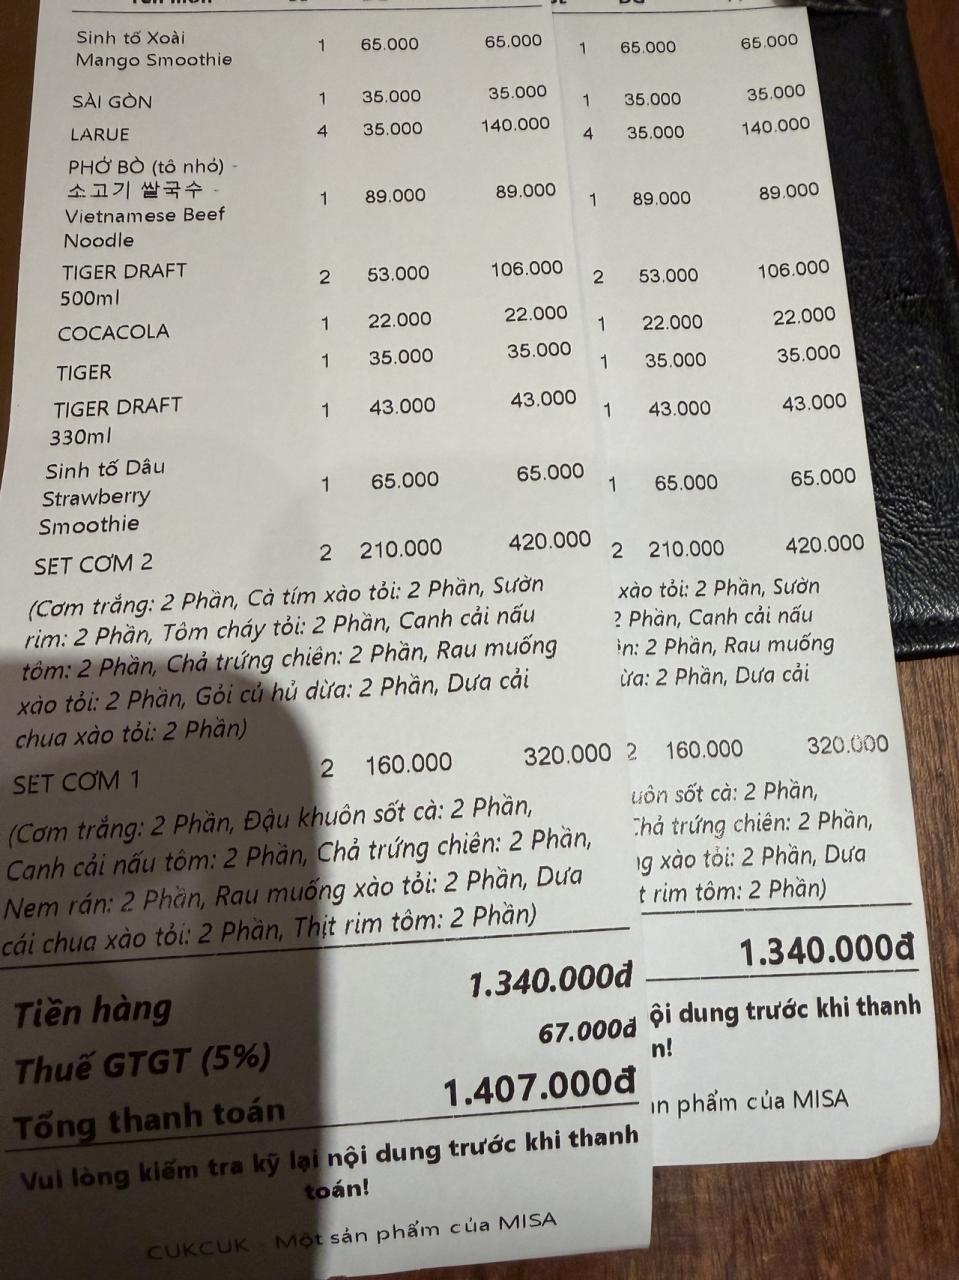 Sinh tố Xoài
Mango Smoothie 1 65.000 65.000
SÀI GÒN 1 35.000 35.000
LARUE 4 35.000 140.000
PHỞ BÒ (tô nhỏ) -
소고기 쌀국수 -
Vietnamese Beef
Noodle 1 89.000 89.000
TIGER DRAFT
500ml 2 53.000 106.000
COCACOLA 1 22.000 22.000
TIGER 1 35.000 35.000
TIGER DRAFT
330ml 1 43.000 43.000
Sinh tố Dâu
Strawberry
Smoothie 1 65.000 65.000
SET CƠM 2 2 210.000 420.000
(Cơm trắng: 2 Phần, Cà tím xào tỏi: 2 Phần, Sườn
rim: 2 Phần, Tôm cháy tỏi: 2 Phần, Canh cải nấu
tôm: 2 Phần, Chả trứng chiên: 2 Phần, Rau muống
xào tỏi: 2 Phần, Gỏi củ hủ dừa: 2 Phần, Dưa cải
chua xào tỏi: 2 Phần)
SET CƠM 1 2 160.000 320.000
(Cơm trắng: 2 Phần, Đậu khuôn sốt cà: 2 Phần,
Canh cải nấu tôm: 2 Phần, Chả trứng chiên: 2 Phần,
Nem rán: 2 Phần, Rau muống xào tỏi: 2 Phần, Dưa
cải chua xào tỏi: 2 Phần, Thịt rim tôm: 2 Phần)
Tiền hàng 1.340.000đ
Thuế GTGT (5%) 67.000đ
Tổng thanh toán 1.407.000đ
Vui lòng kiểm tra kỹ lại nội dung trước khi thanh
toán!
CUKCUK - Một sản phẩm của MISA
1 65.000 65.000
1 35.000 35.000
4 35.000 140.000
1 89.000 89.000
2 53.000 106.000
1 22.000 22.000
1 35.000 35.000
1 43.000 43.000
1 65.000 65.000
2 210.000 420.000
xào tỏi: 2 Phần, Sườn
2 Phần, Canh cải nấu
ên: 2 Phần, Rau muống
ừa: 2 Phần, Dưa cải
2 160.000 320.000
uôn sốt cà: 2 Phần,
Chả trứng chiên: 2 Phần,
ng xào tỏi: 2 Phần, Dưa
t rim tôm: 2 Phần)
1.340.000đ
ội dung trước khi thanh
n!
ản phẩm của MISA